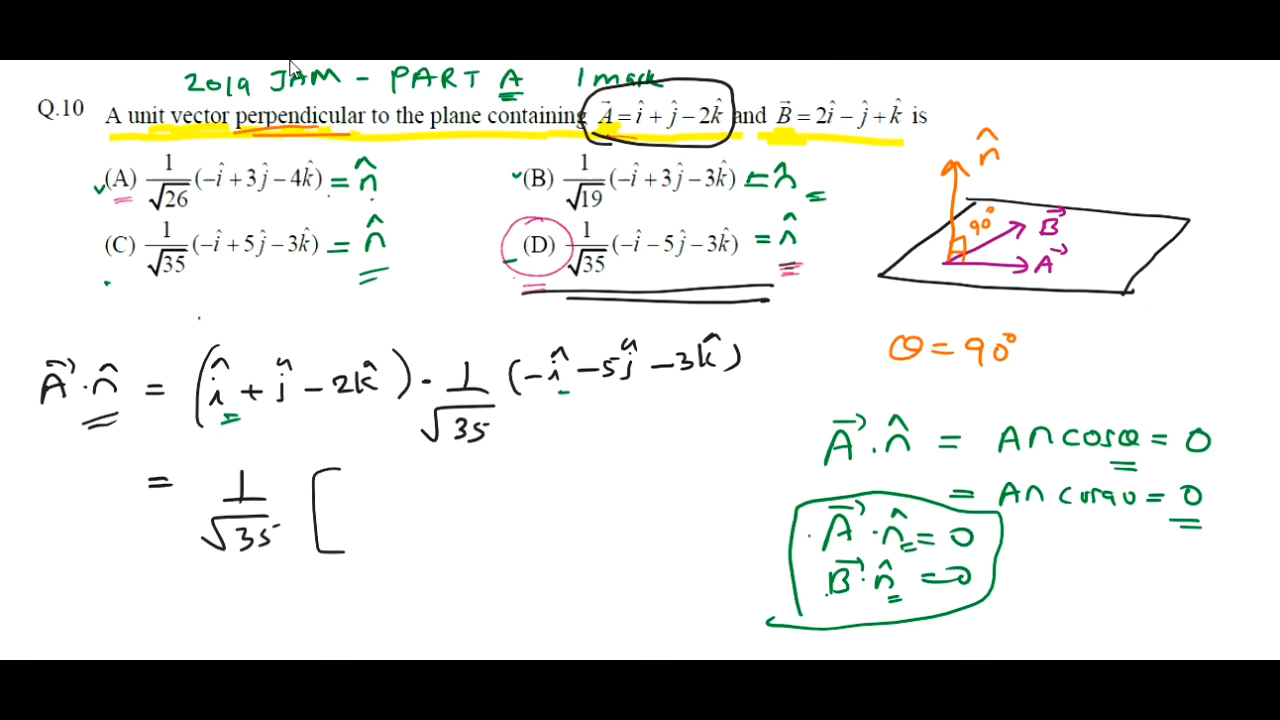 2019 JAM - PART A 1 mark
Q.10 A unit vector perpendicular to the plane containing A⃗ = î + ĵ − 2k̂ and B⃗ = 2î − ĵ + k̂ is
(A) 1/√26 (−î + 3ĵ − 4k̂) = n̂
(B) 1/√19 (−î + 3ĵ − 3k̂) = n̂
(C) 1/√35 (−î + 5ĵ − 3k̂) = n̂
(D) 1/√35 (−î − 5ĵ − 3k̂) = n̂
n̂
90°
B⃗
A⃗
θ = 90°
A⃗ · n̂ = (î + ĵ − 2k̂) · 1/√35 (−î − 5ĵ − 3k̂)
= 1/√35 [
A⃗ · n̂ = An cosθ = 0
= An cos90 = 0
A⃗ · n̂ = 0
B⃗ · n̂ = 0